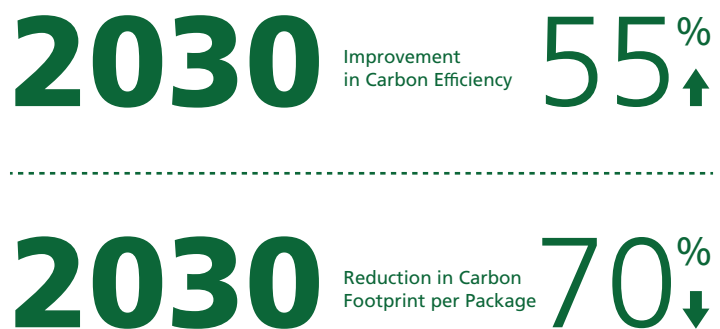 2030
Improvement
in Carbon Efficiency
55%
2030
Reduction in Carbon
Footprint per Package
70%